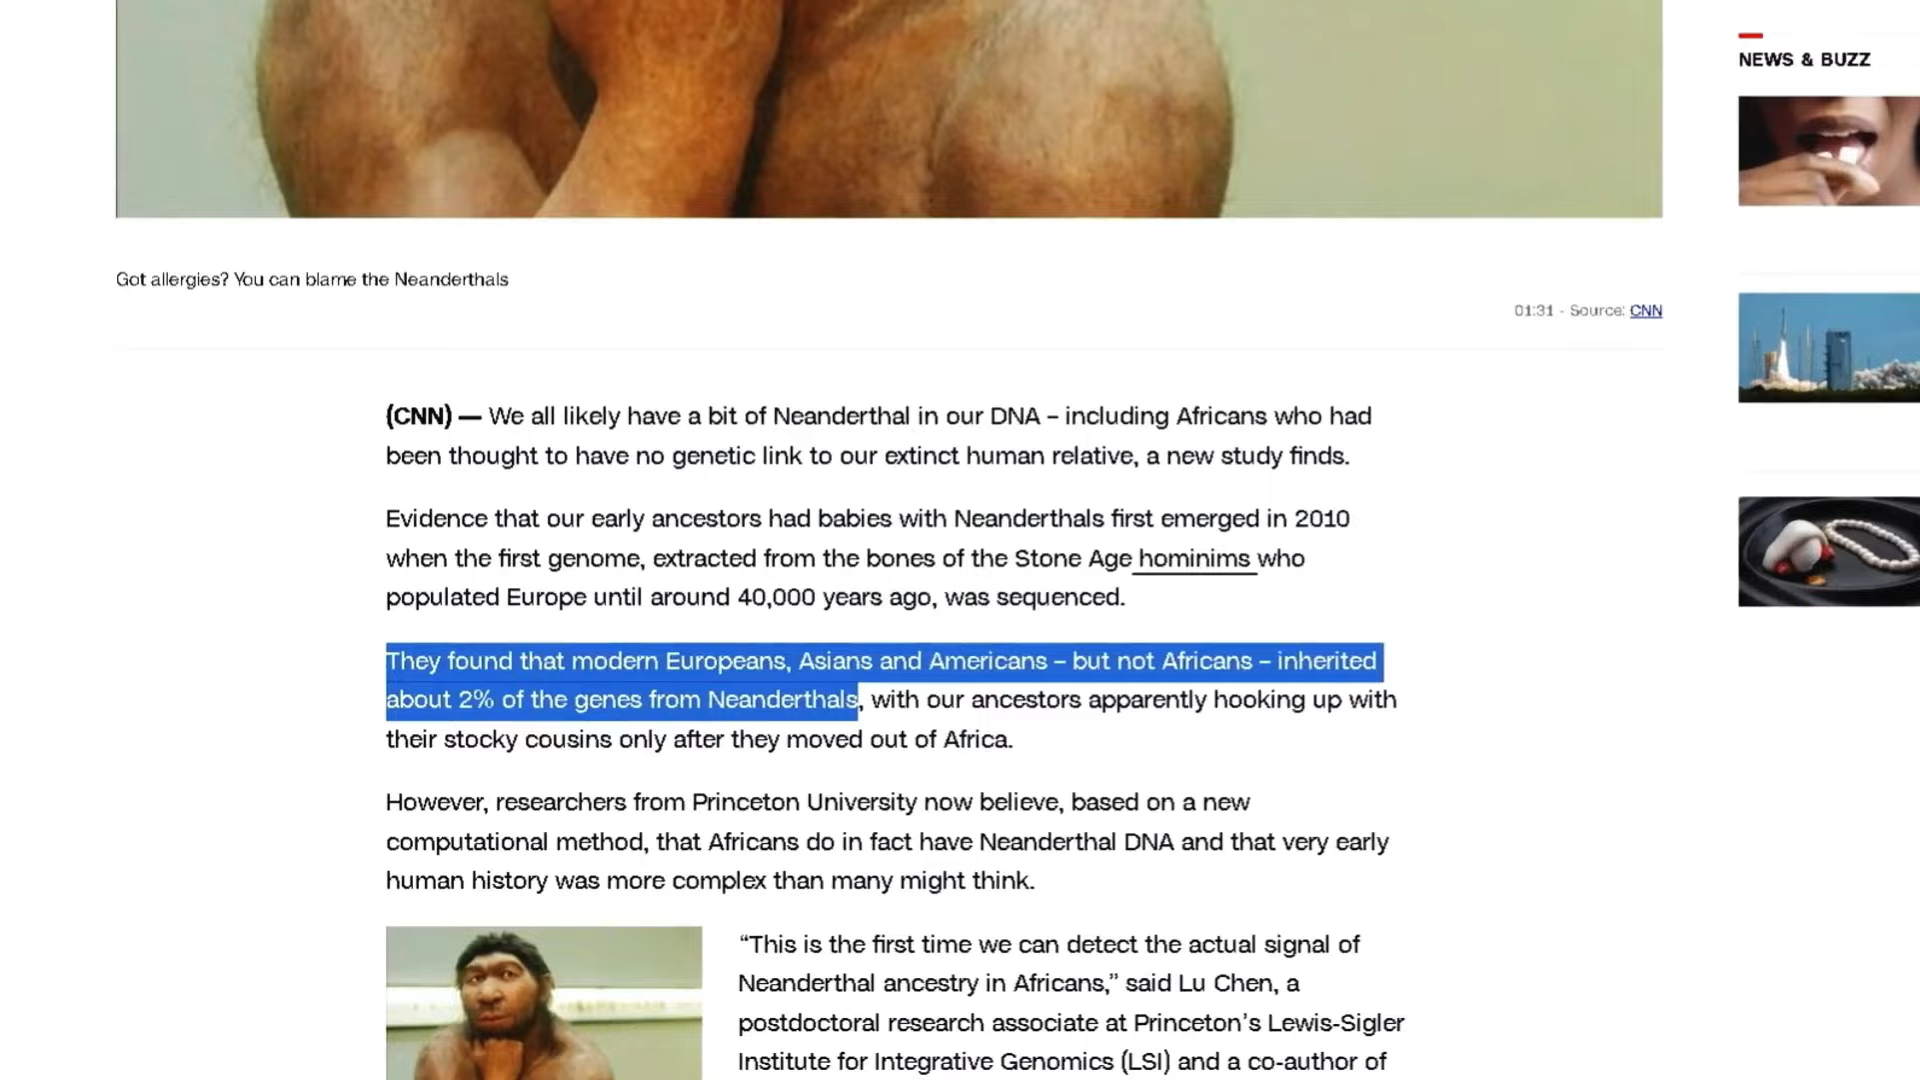 NEWS & BUZZ
Got allergies? You can blame the Neanderthals
01:31 - Source: CNN
(CNN) — We all likely have a bit of Neanderthal in our DNA – including Africans who had
been thought to have no genetic link to our extinct human relative, a new study finds.
Evidence that our early ancestors had babies with Neanderthals first emerged in 2010
when the first genome, extracted from the bones of the Stone Age hominims who
populated Europe until around 40,000 years ago, was sequenced.
They found that modern Europeans, Asians and Americans – but not Africans – inherited
about 2% of the genes from Neanderthals, with our ancestors apparently hooking up with
their stocky cousins only after they moved out of Africa.
However, researchers from Princeton University now believe, based on a new
computational method, that Africans do in fact have Neanderthal DNA and that very early
human history was more complex than many might think.
“This is the first time we can detect the actual signal of
Neanderthal ancestry in Africans,” said Lu Chen, a
postdoctoral research associate at Princeton’s Lewis-Sigler
Institute for Integrative Genomics (LSI) and a co-author of